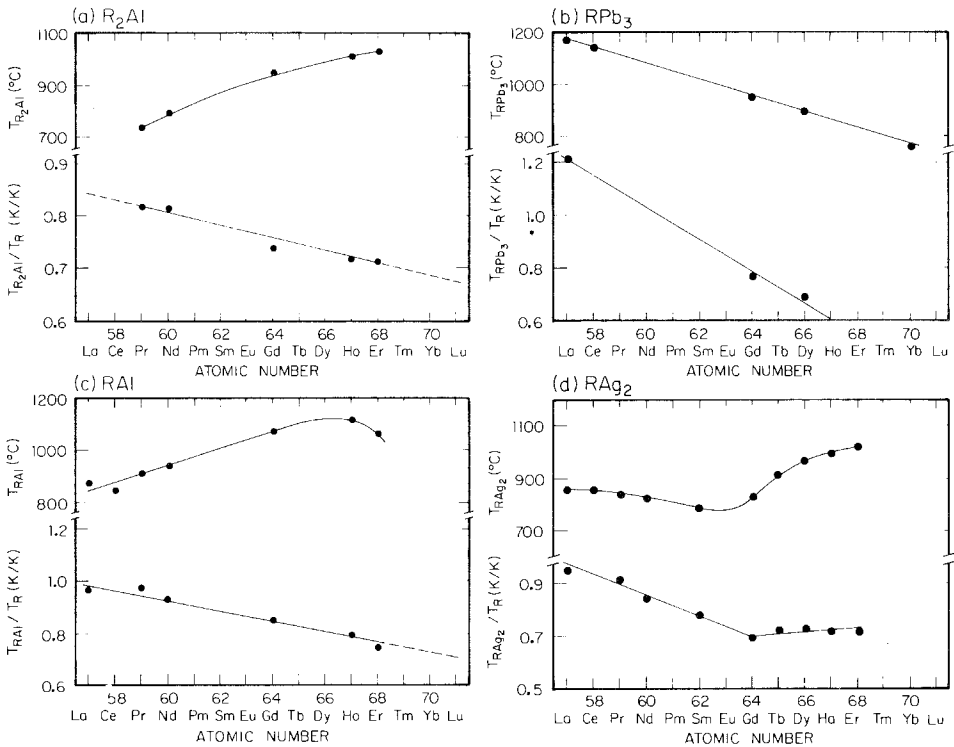 (a) R₂Al
1100
900
700
T_R₂Al (°C)
0.9
0.8
0.7
0.6
T_R₂Al / T_R (K/K)
58 60 62 64 66 68 70
La Ce Pr Nd Pm Sm Eu Gd Tb Dy Ho Er Tm Yb Lu
ATOMIC NUMBER
(b) RPb₃
1200
1000
800
T_RPb₃ (°C)
1.2
1.0
0.8
0.6
T_RPb₃ / T_R (K/K)
58 60 62 64 66 68 70
La Ce Pr Nd Pm Sm Eu Gd Tb Dy Ho Er Tm Yb Lu
ATOMIC NUMBER
(c) RAl
1200
1000
800
T_RAl (°C)
1.2
1.0
0.8
0.6
T_RAl / T_R (K/K)
58 60 62 64 66 68 70
La Ce Pr Nd Pm Sm Eu Gd Tb Dy Ho Er Tm Yb Lu
ATOMIC NUMBER
(d) RAg₂
1100
900
700
T_RAg₂ (°C)
0.9
0.7
0.5
T_RAg₂ / T_R (K/K)
58 60 62 64 66 68 70
La Ce Pr Nd Pm Sm Eu Gd Tb Dy Ho Er Tm Yb Lu
ATOMIC NUMBER